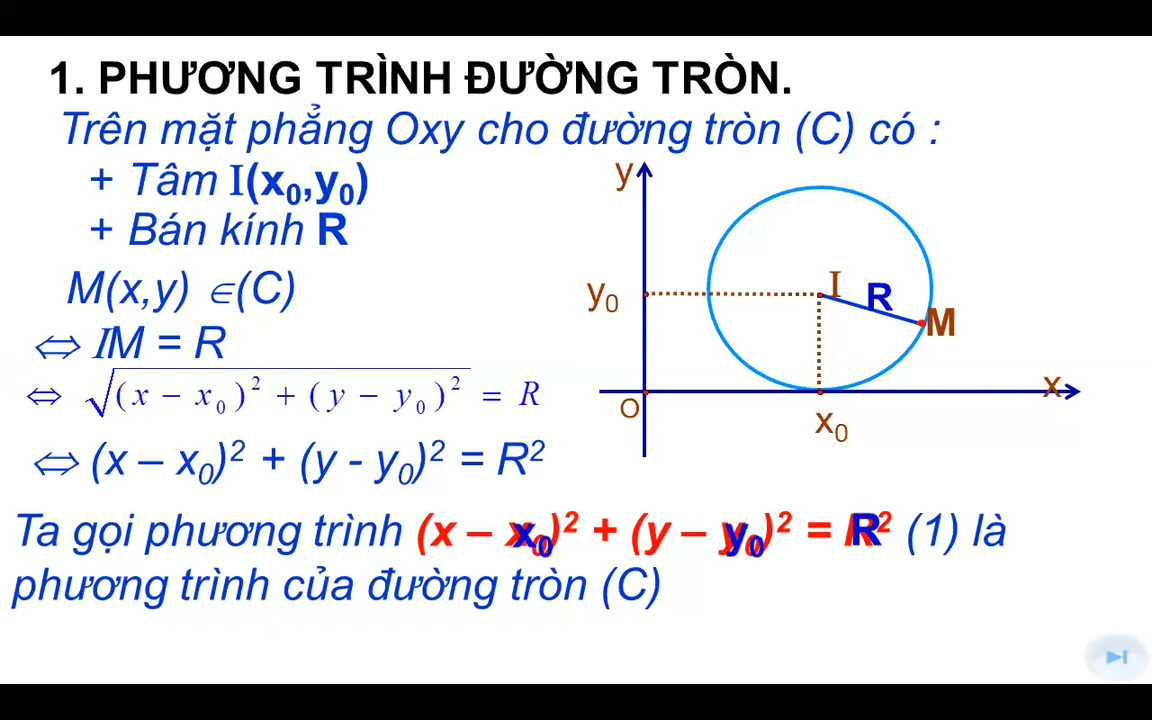 1. PHƯƠNG TRÌNH ĐƯỜNG TRÒN.
Trên mặt phẳng Oxy cho đường tròn (C) có :
+ Tâm I(x₀,y₀)
+ Bán kính R
M(x,y) ∈(C)
⇔ IM = R
⇔ √((x − x₀)² + (y − y₀)²) = R
⇔ (x – x₀)² + (y - y₀)² = R²
Ta gọi phương trình (x – x₀)² + (y – y₀)² = R² (1) là
phương trình của đường tròn (C)
y
I
R
y₀
M
x
O
x₀